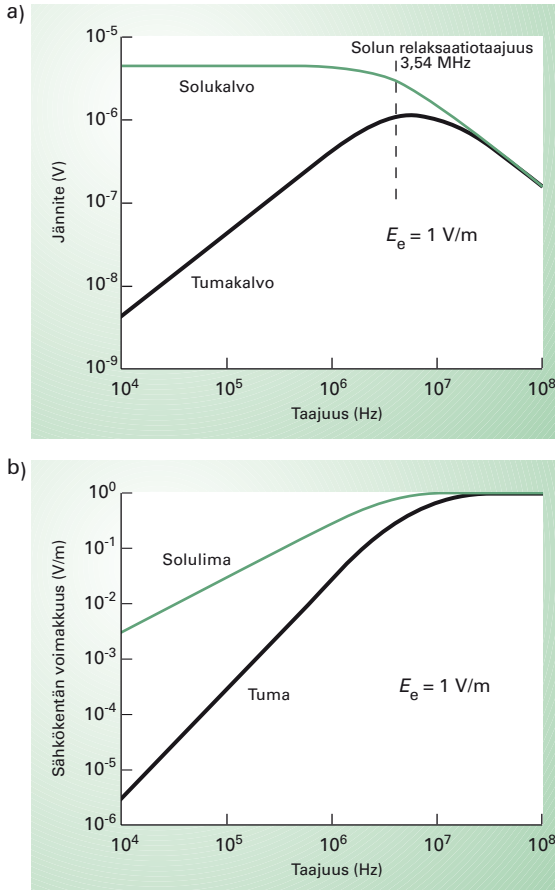 a)
10⁻⁵
10⁻⁶
10⁻⁷
10⁻⁸
10⁻⁹
Jännite (V)
Solun relaksaatiotaajuus
3,54 MHz
Solukalvo
Eₑ = 1 V/m
Tumakalvo
10⁴ 10⁵ 10⁶ 10⁷ 10⁸
Taajuus (Hz)
b)
10⁰
10⁻¹
10⁻²
10⁻³
10⁻⁴
10⁻⁵
10⁻⁶
Sähkökentän voimakkuus (V/m)
Solulima
Eₑ = 1 V/m
Tuma
10⁴ 10⁵ 10⁶ 10⁷ 10⁸
Taajuus (Hz)